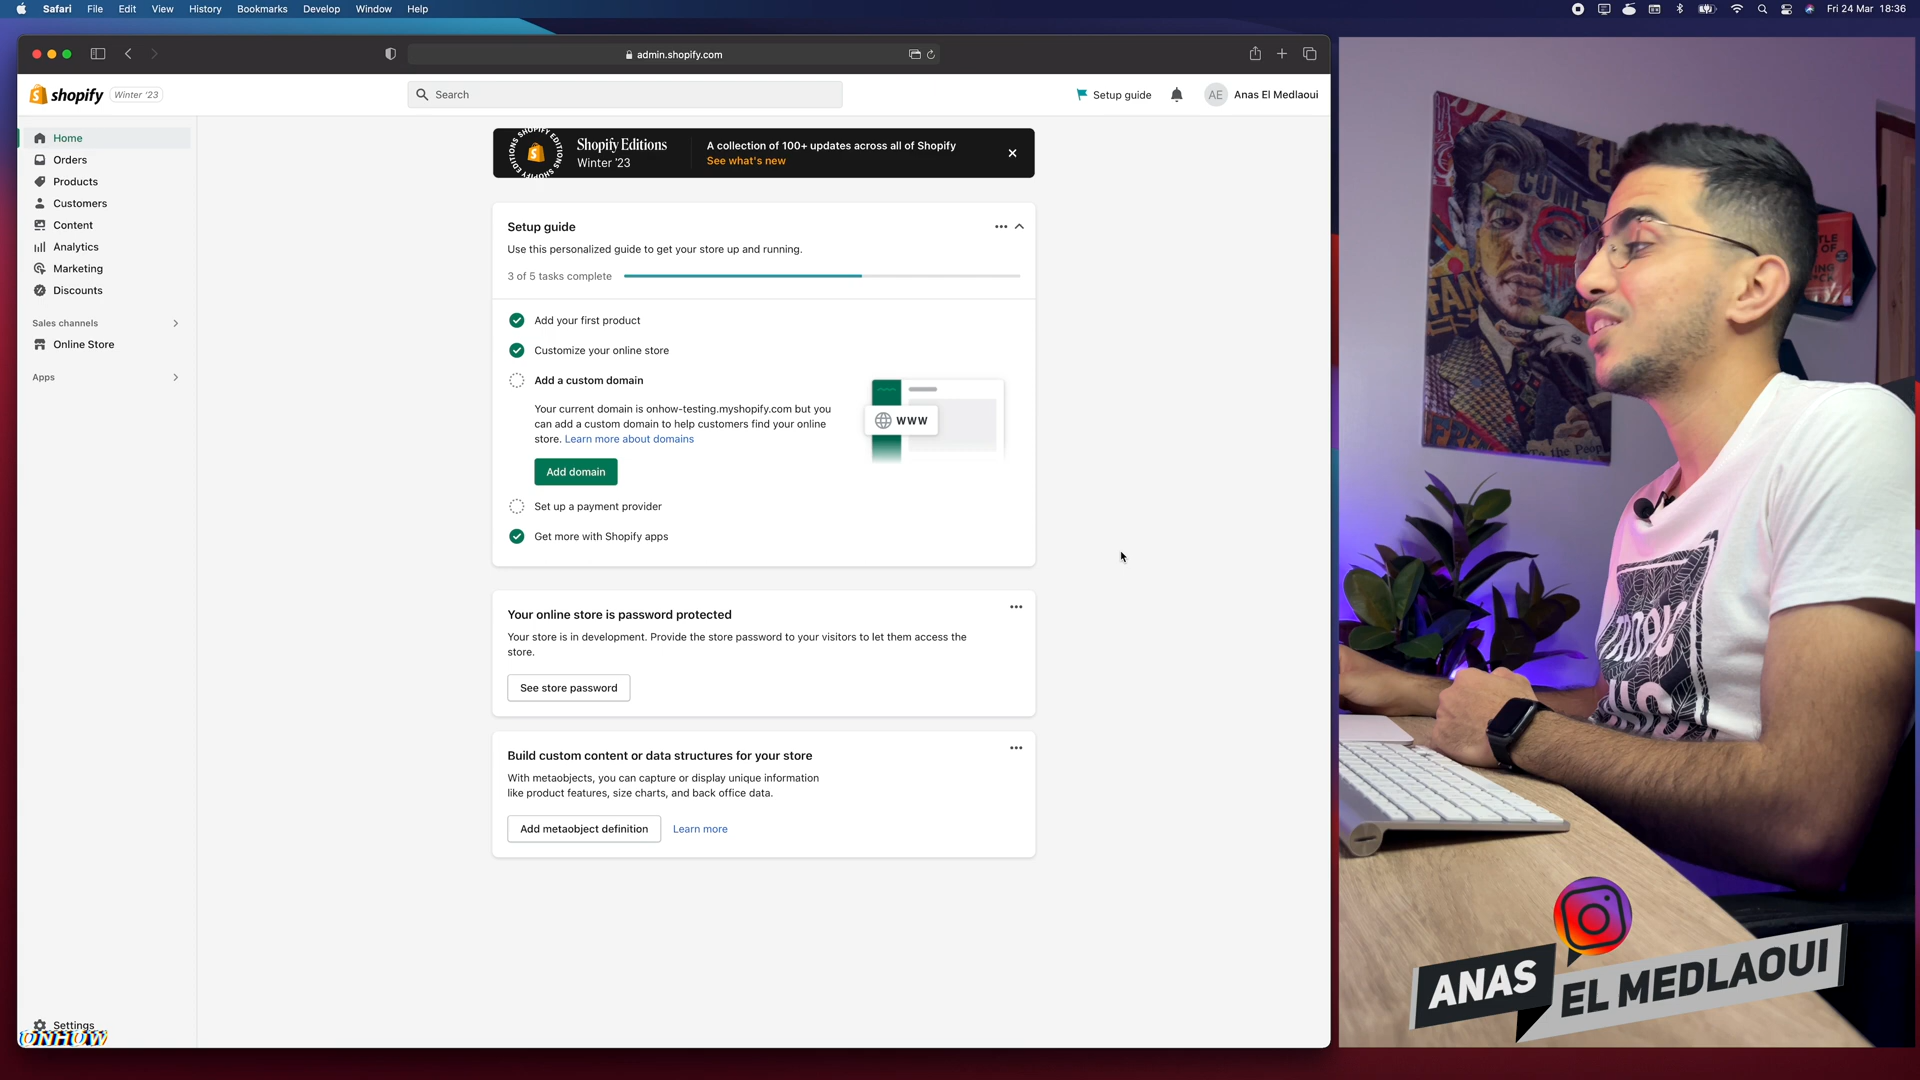 Safari File Edit View History Bookmarks Develop Window Help
Fri 24 Mar 18:36
admin.shopify.com
shopify
Winter '23
Search
Setup guide
AE
Anas El Medlaoui
Home
Orders
Products
Customers
Content
Analytics
Marketing
Discounts
Sales channels
Online Store
Apps
Settings
ONHOW
SHOPIFY EDITIONS
Shopify Editions
Winter '23
A collection of 100+ updates across all of Shopify
See what's new
Setup guide
Use this personalized guide to get your store up and running.
3 of 5 tasks complete
Add your first product
Customize your online store
Add a custom domain
Your current domain is onhow-testing.myshopify.com but you
can add a custom domain to help customers find your online
store. Learn more about domains
WWW
Add domain
Set up a payment provider
Get more with Shopify apps
Your online store is password protected
Your store is in development. Provide the store password to your visitors to let them access the
store.
See store password
Build custom content or data structures for your store
With metaobjects, you can capture or display unique information
like product features, size charts, and back office data.
Add metaobject definition
Learn more
ANAS
EL MEDLAOUI